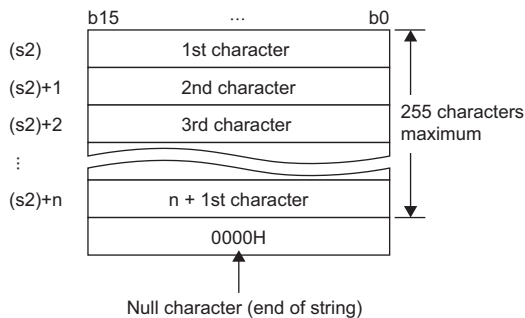 b15 ... b0
(s2) 1st character
(s2)+1 2nd character
(s2)+2 3rd character
⋮
(s2)+n n + 1st character
0000H
255 characters
maximum
Null character (end of string)